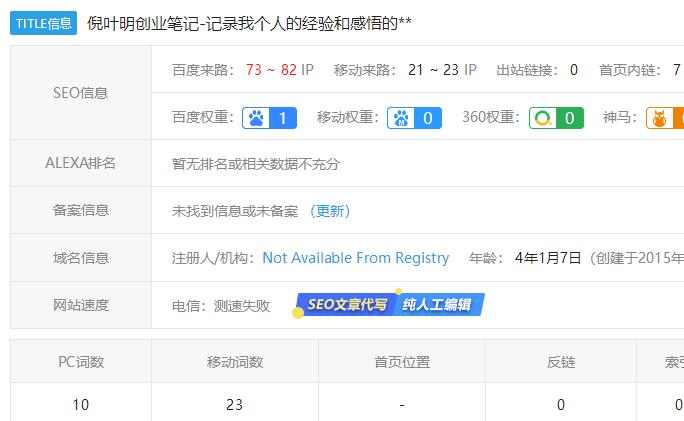 TITLE信息 倪叶明创业笔记-记录我个人的经验和感悟的**
SEO信息
百度来路： 73 ~ 82 IP 移动来路： 21 ~ 23 IP 出站链接： 0 首页内链： 7
百度权重： 1 移动权重： 0 360权重： 0 神马：
ALEXA排名 暂无排名或相关数据不充分
备案信息 未找到信息或未备案 （更新）
域名信息 注册人/机构：Not Available From Registry 年龄： 4年1月7日（创建于2015年
网站速度 电信：测速失败 SEO文章代写 纯人工编辑
PC词数 移动词数 首页位置 反链
10 23 - 0 0